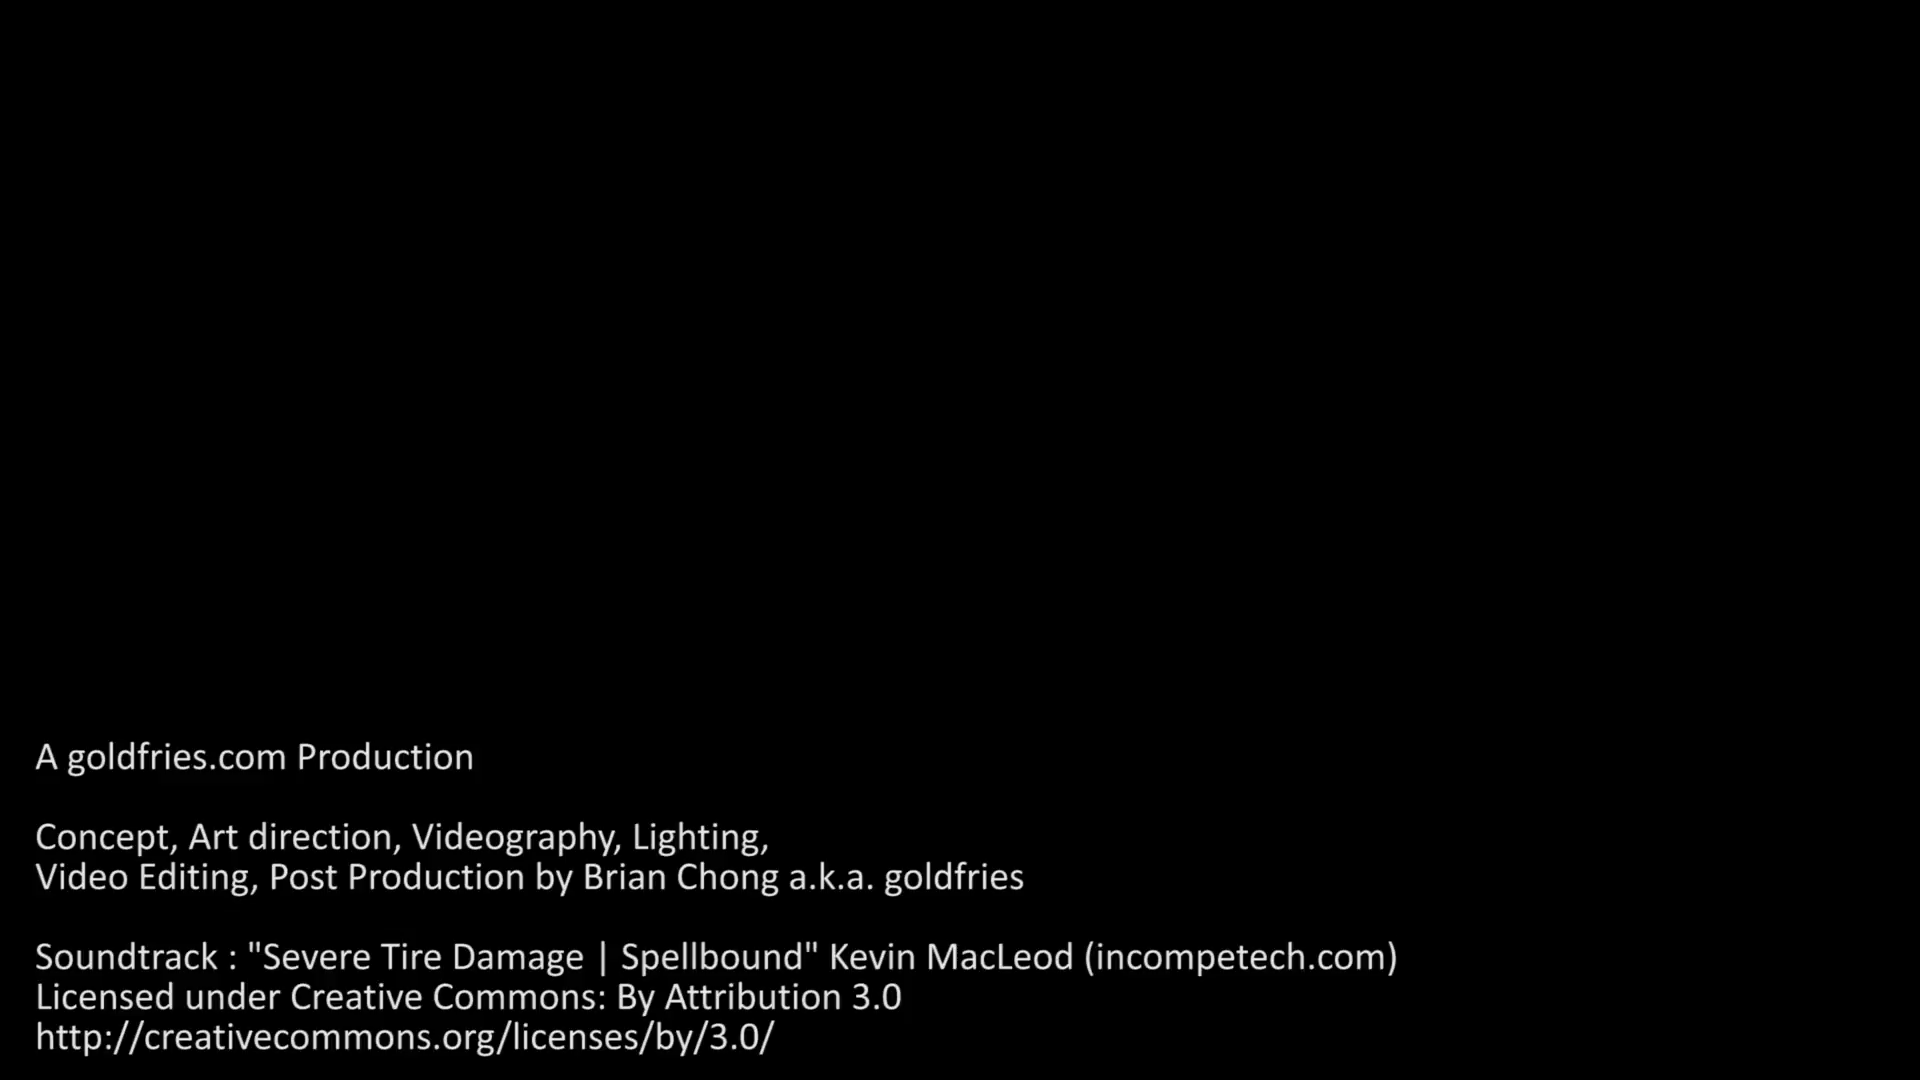 A goldfries.com Production
Concept, Art direction, Videography, Lighting,
Video Editing, Post Production by Brian Chong a.k.a. goldfries
Soundtrack : "Severe Tire Damage | Spellbound" Kevin MacLeod (incompetech.com)
Licensed under Creative Commons: By Attribution 3.0
http://creativecommons.org/licenses/by/3.0/